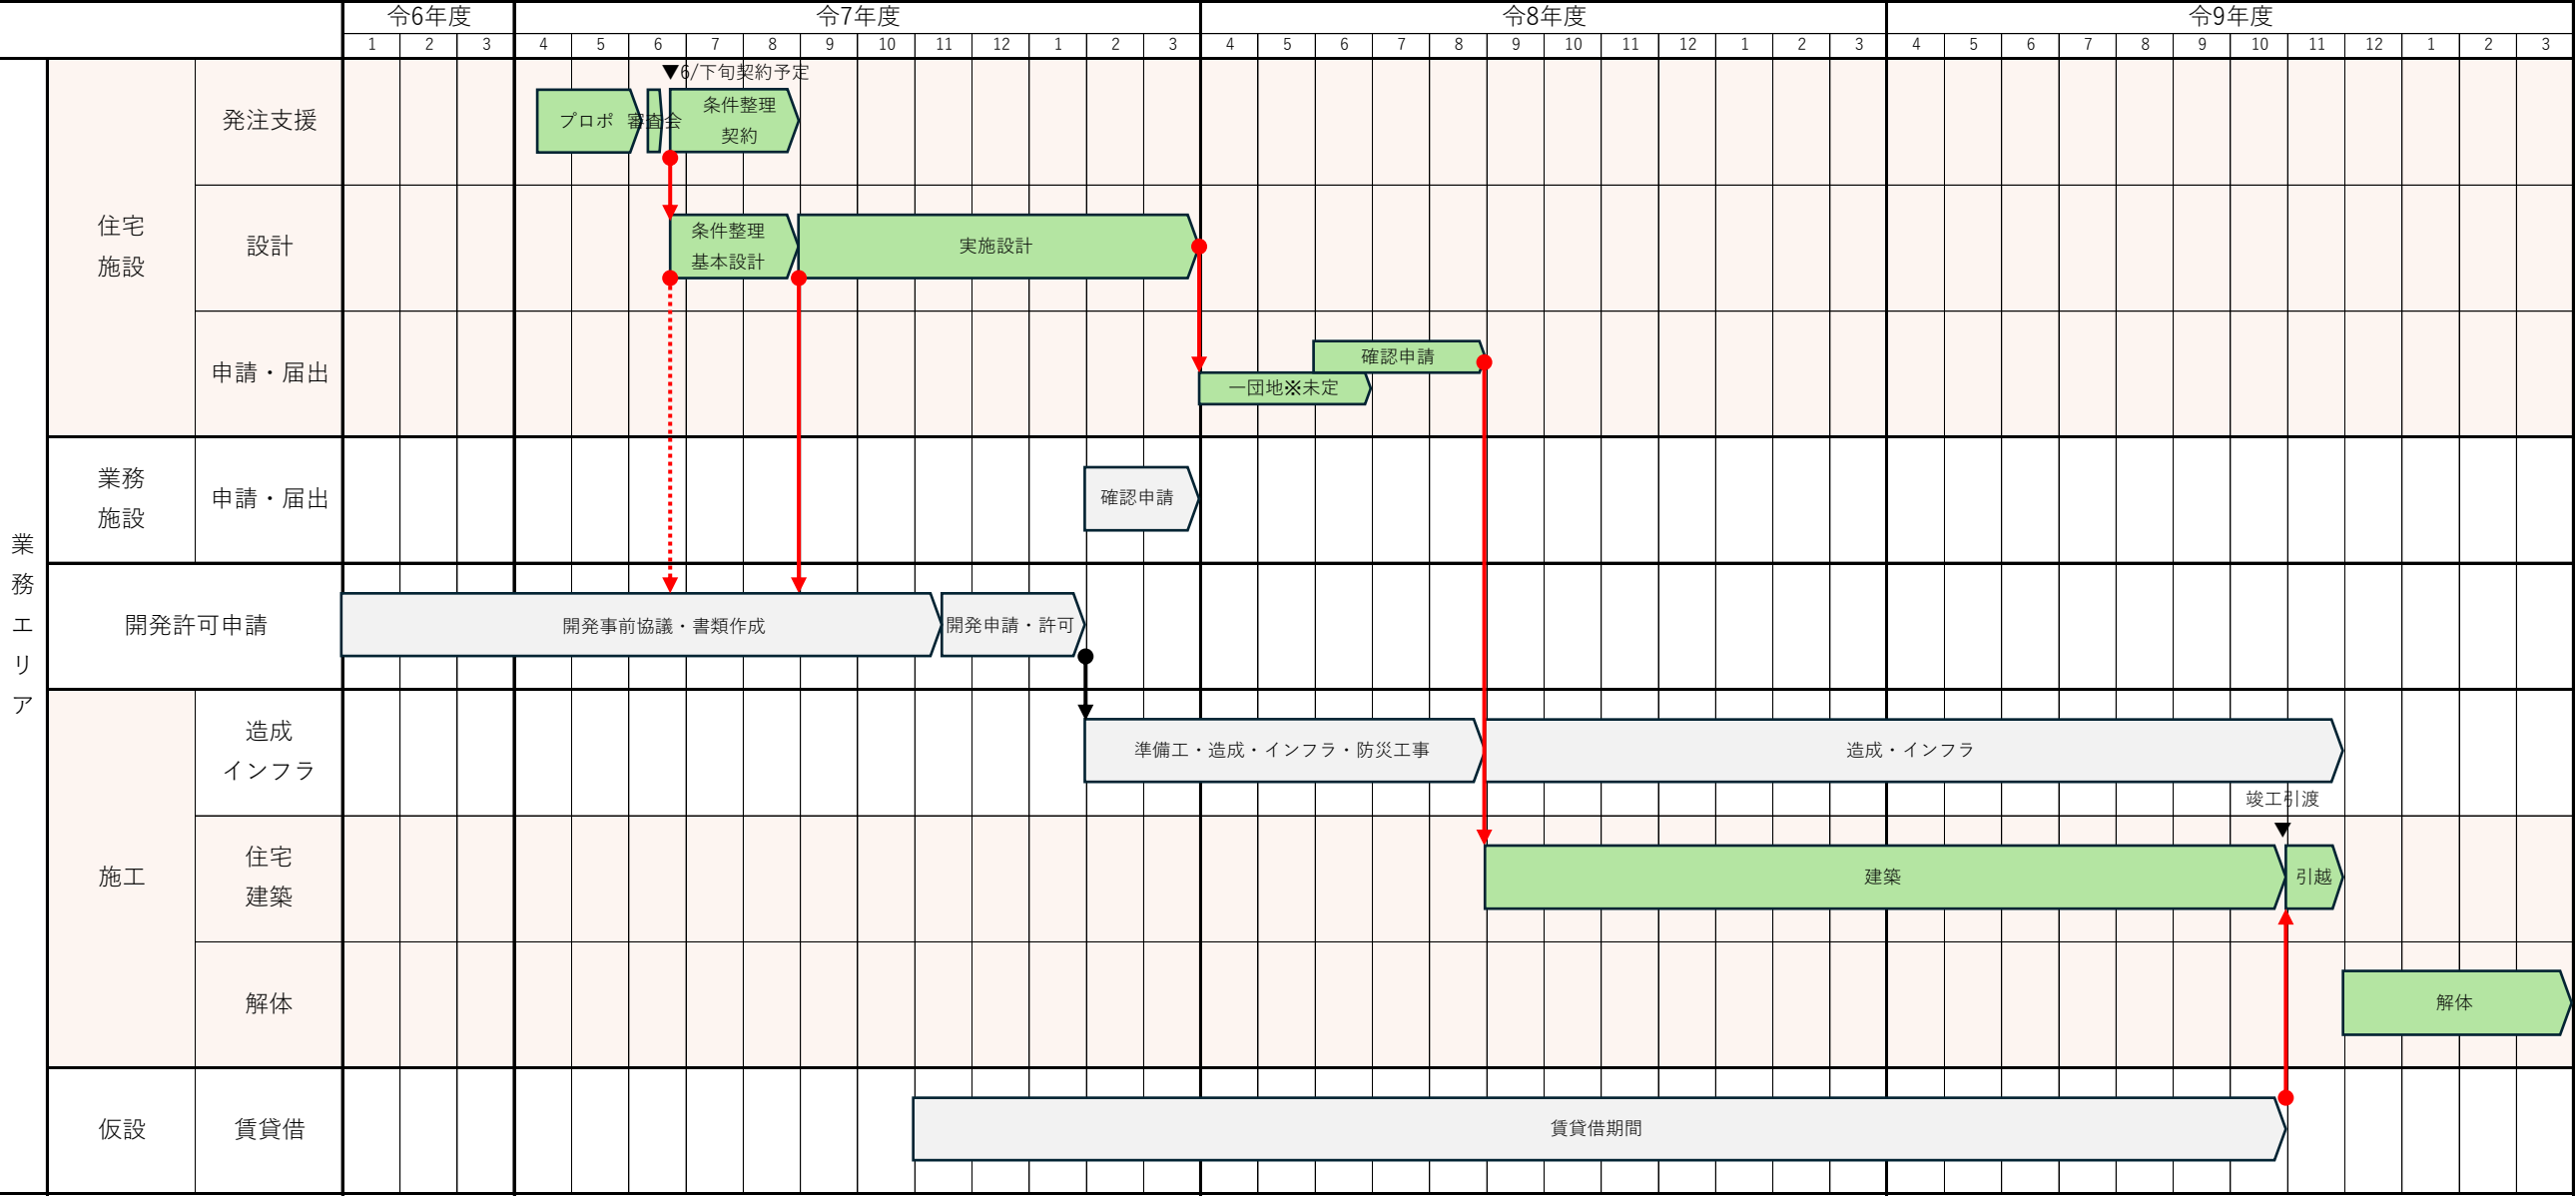 令6年度 令7年度 令8年度 令9年度
1 2 3 4 5 6 7 8 9 10 11 12 1 2 3 4 5 6 7 8 9 10 11 12 1 2 3 4 5 6 7 8 9 10 11 12 1 2 3
業務エリア
住宅
施設
発注支援
▼6/下旬契約予定
プロポ
審査会
条件整理
契約
設計
条件整理
基本設計
実施設計
申請・届出
確認申請
一団地※未定
業務
施設
申請・届出
確認申請
開発許可申請
開発事前協議・書類作成
開発申請・許可
施工
造成
インフラ
準備工・造成・インフラ・防災工事
造成・インフラ
竣工引渡
▼
住宅
建築
建築
引越
解体
解体
仮設
賃貸借
賃貸借期間